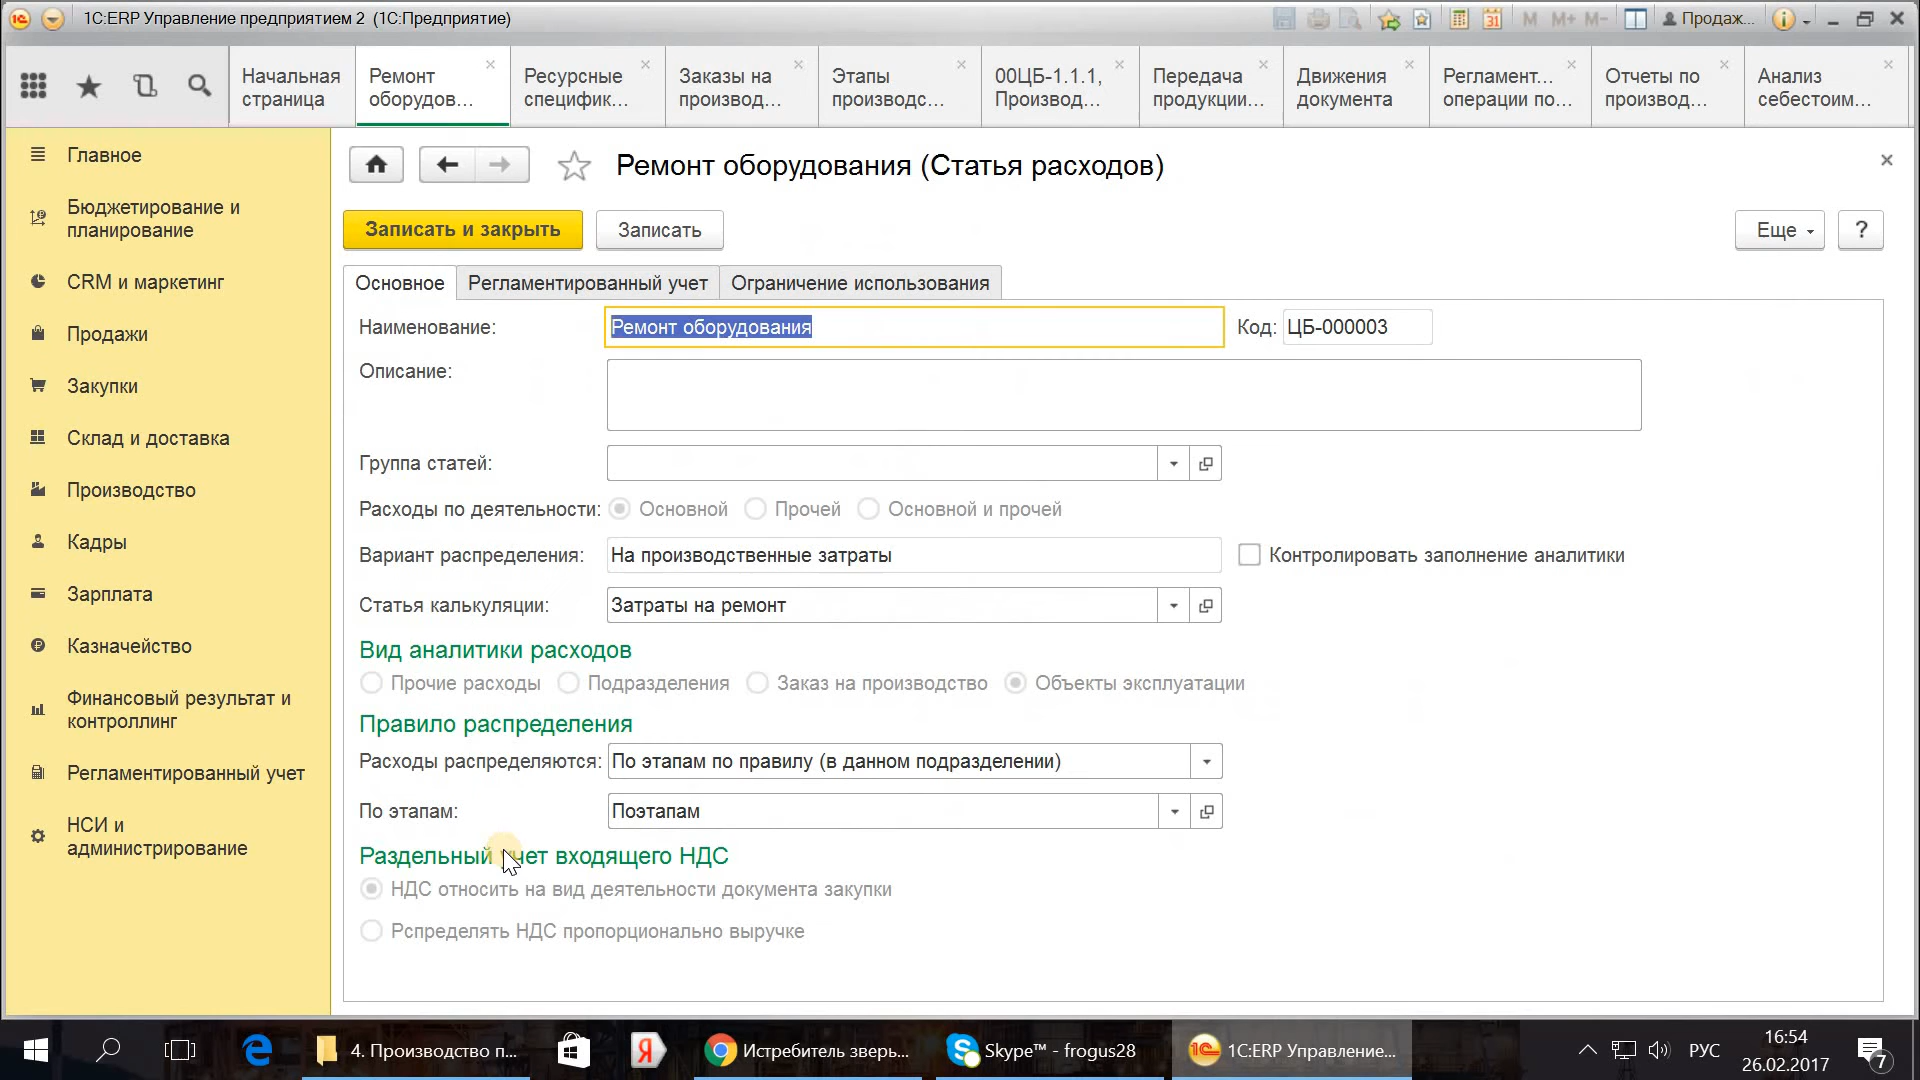 1С:ERP Управление предприятием 2 (1С:Предприятие)
M M+ M-
Продаж...
Начальная страница
Ремонт оборудов...
Ресурсные специфик...
Заказы на производ...
Этапы производс...
00ЦБ-1.1.1, Производ...
Передача продукции...
Движения документа
Регламент... операции по...
Отчеты по производ...
Анализ себестоим...
Главное
Бюджетирование и
планирование
CRM и маркетинг
Продажи
Закупки
Склад и доставка
Производство
Кадры
Зарплата
Казначейство
Финансовый результат и
контроллинг
Регламентированный учет
НСИ и
администрирование
Ремонт оборудования (Статья расходов)
Записать и закрыть
Записать
Еще
?
Основное
Регламентированный учет
Ограничение использования
Наименование: Ремонт оборудования Код: ЦБ-000003
Описание:
Группа статей:
Расходы по деятельности: Основной Прочей Основной и прочей
Вариант распределения: На производственные затраты Контролировать заполнение аналитики
Статья калькуляции: Затраты на ремонт
Вид аналитики расходов
Прочие расходы Подразделения Заказ на производство Объекты эксплуатации
Правило распределения
Расходы распределяются: По этапам по правилу (в данном подразделении)
По этапам: Поэтапам
Раздельный учет входящего НДС
НДС относить на вид деятельности документа закупки
Рспределять НДС пропорционально выручке
4. Производство п...
Истребитель зверь...
Skype™ - frogus28
1С:ERP Управление...
РУС
16:54
26.02.2017
7